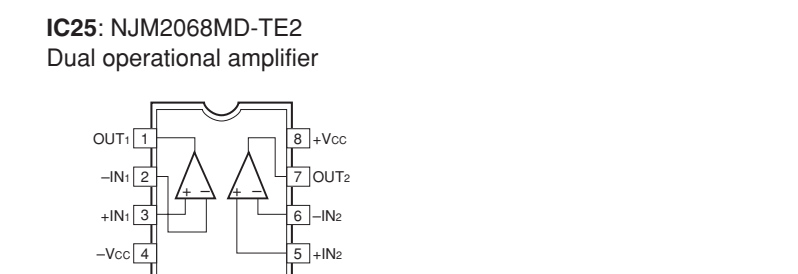 IC25: NJM2068MD-TE2
Dual operational amplifier
OUT1 1 8 +VCC
–IN1 2 7 OUT2
+ – + –
+IN1 3 6 –IN2
–VCC 4 5 +IN2